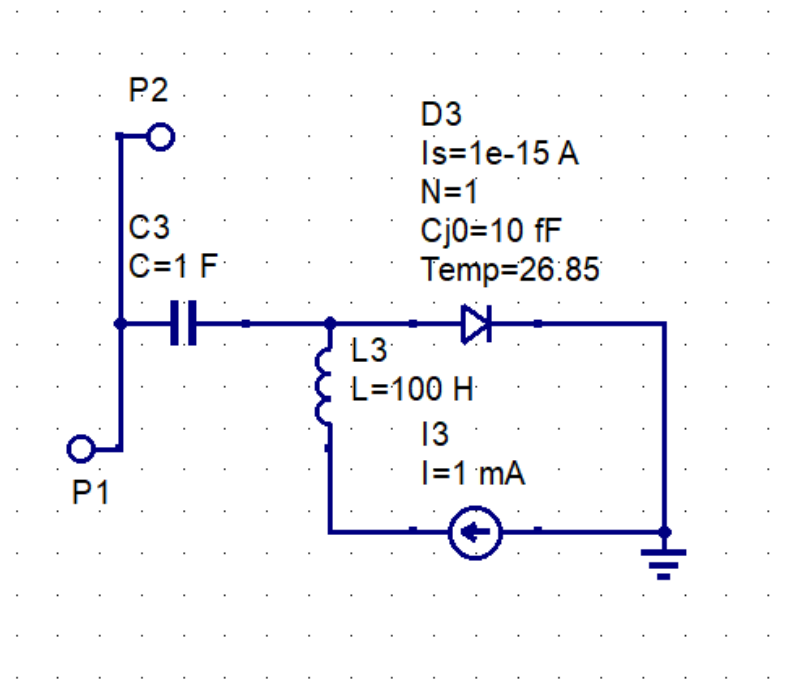 P2
D3
Is=1e-15 A
N=1
Cj0=10 fF
Temp=26.85
C3
C=1 F
L3
L=100 H
I3
I=1 mA
P1